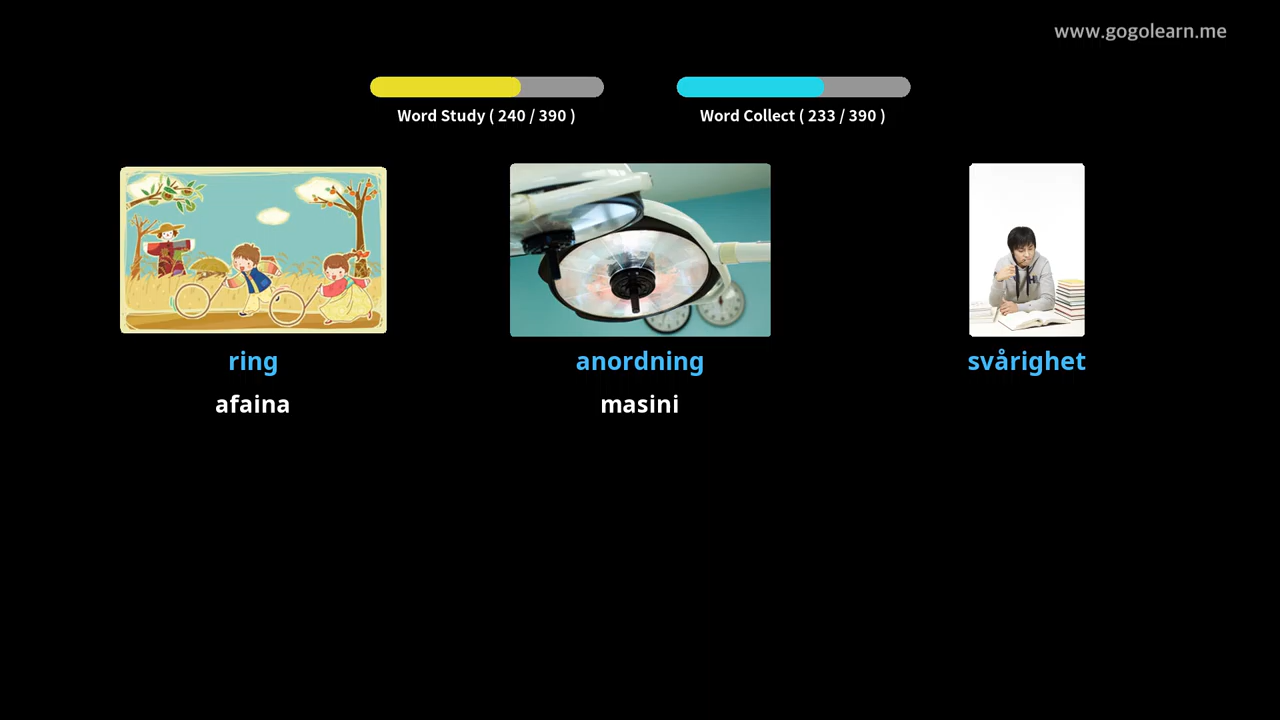 www.gogolearn.me
Word Study ( 240 / 390 )
Word Collect ( 233 / 390 )
ring
anordning
svårighet
afaina
masini